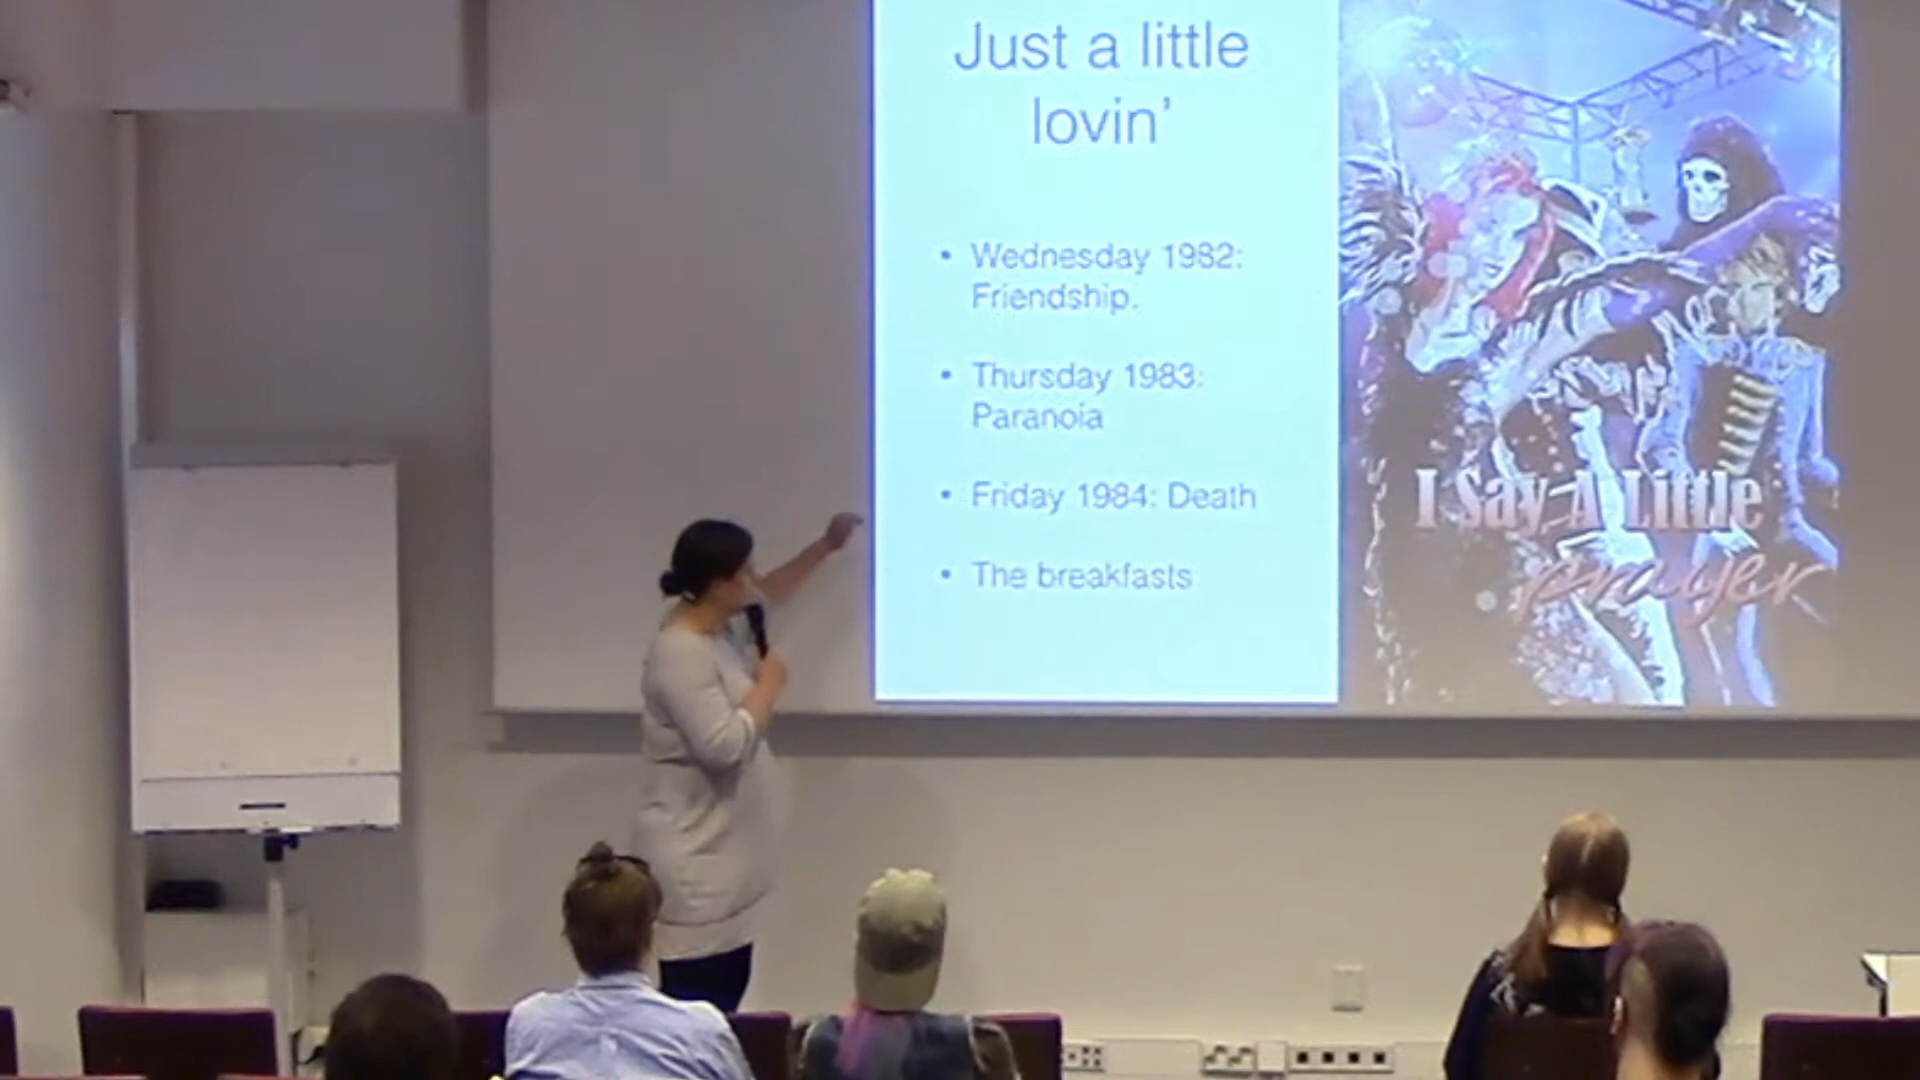 Just a little
lovin'
• Wednesday 1982:
Friendship.
• Thursday 1983:
Paranoia
• Friday 1984: Death
• The breakfasts
I Say A Little
prayer